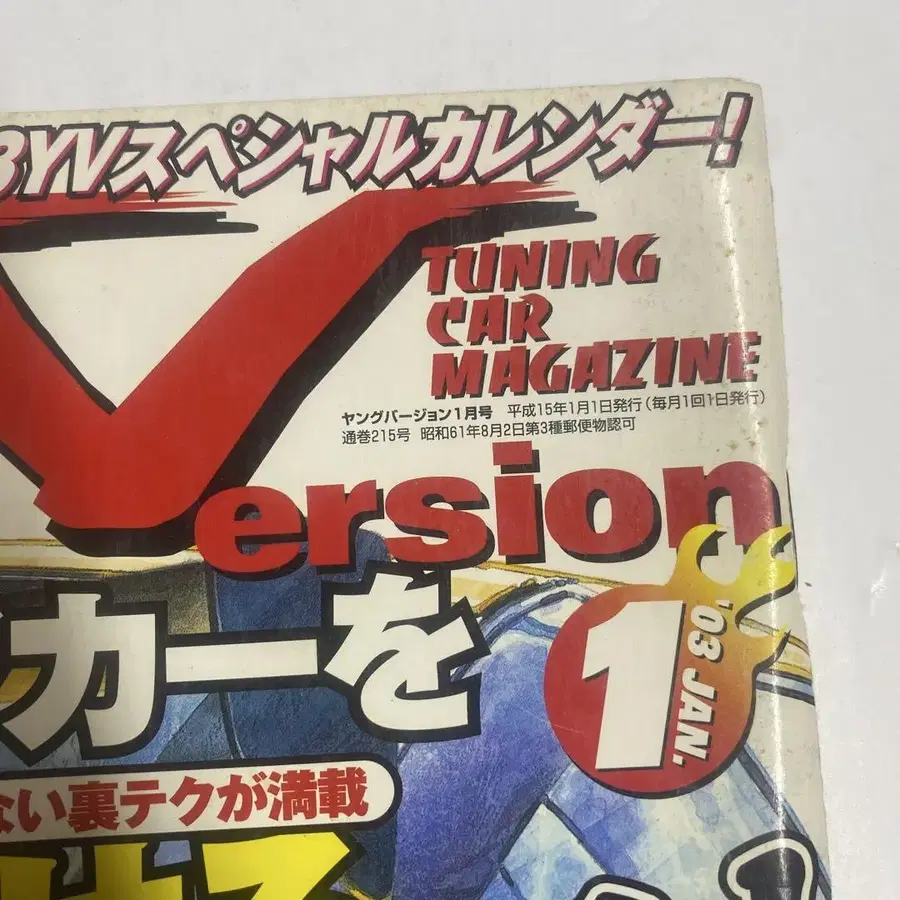 3YVスペシャルカレンダー!
V
TUNING
CAR
MAGAZINE
ヤングバージョン1月号 平成15年1月1日発行(毎月1回1日発行)
通巻215号 昭和61年8月2日第3種郵便物認可
ersion
1
'03 JAN.
カーを
ない裏テクが満載